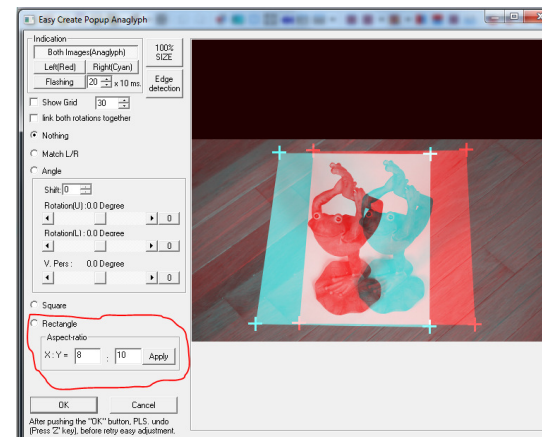 Easy Create Popup Anaglyph
Indication
Both Images(Anaglyph)
100%
SIZE
Left(Red)
Right(Cyan)
Flashing
20
x 10 ms.
Edge
detection
Show Grid
30
link both rotations together
Nothing
Match L/R
Angle
Shift: 0
Rotation(U) :0.0 Degree
0
Rotation(L) : 0.0 Degree
0
V. Pers : 0.0 Degree
0
Square
Rectangle
Aspect-ratio
X : Y = 8 : 10 Apply
OK
Cancel
After pushing the "OK" button, PLS. undo
(Press 'Z' key), before retry easy adjustment.